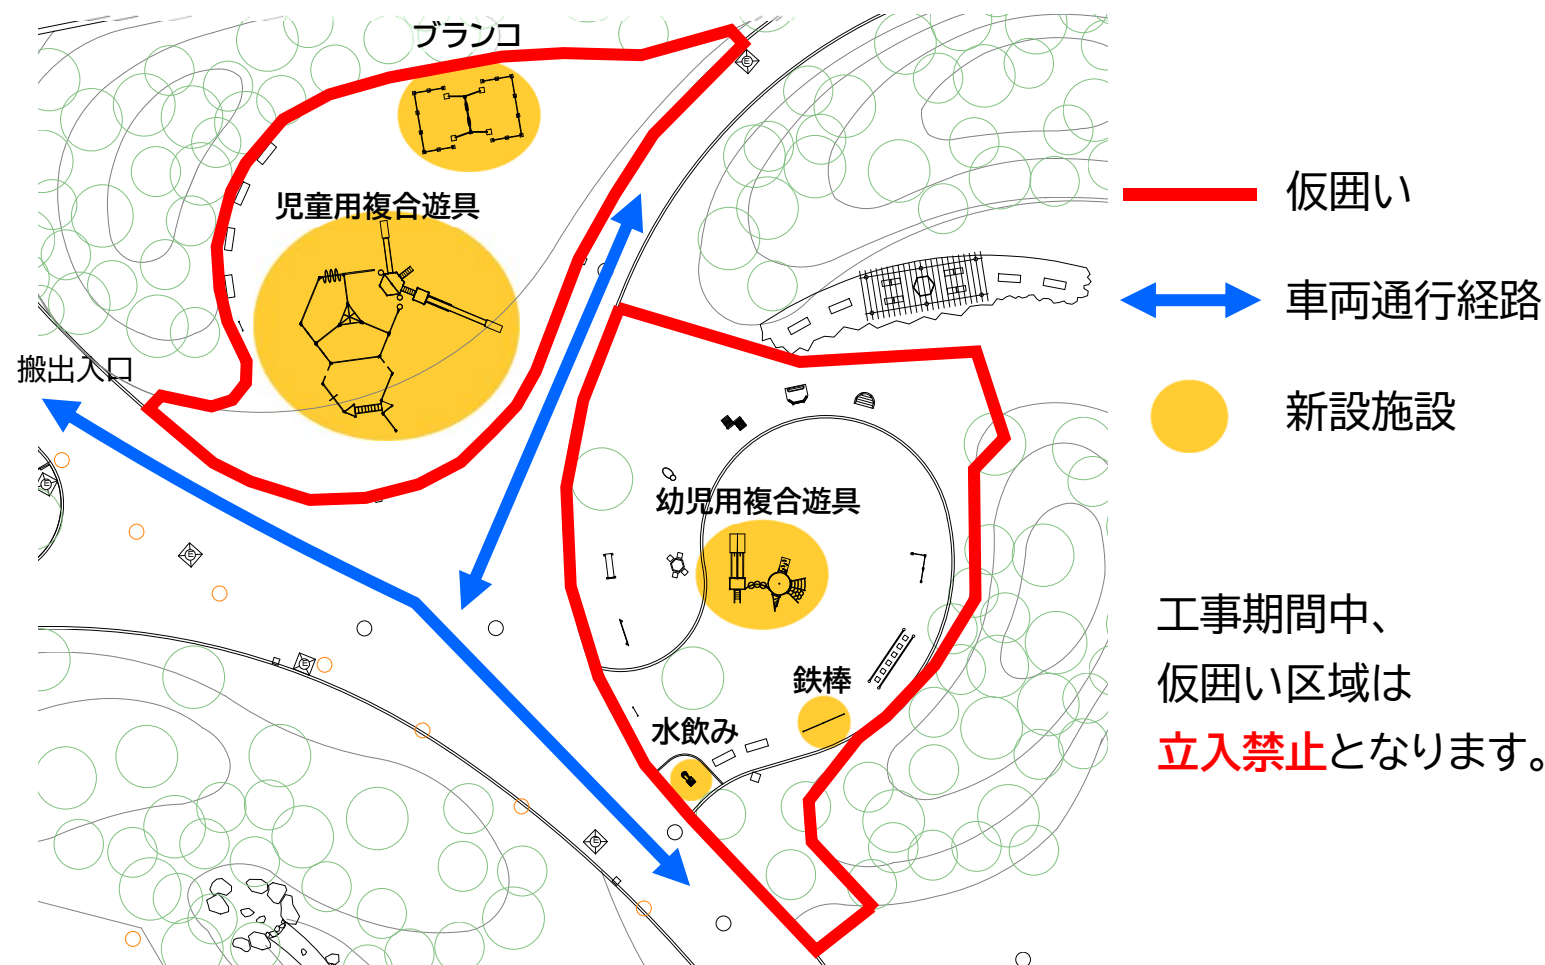 ブランコ
児童用複合遊具
搬出入口
幼児用複合遊具
鉄棒
水飲み
仮囲い
車両通行経路
新設施設
工事期間中、
仮囲い区域は
立入禁止となります。